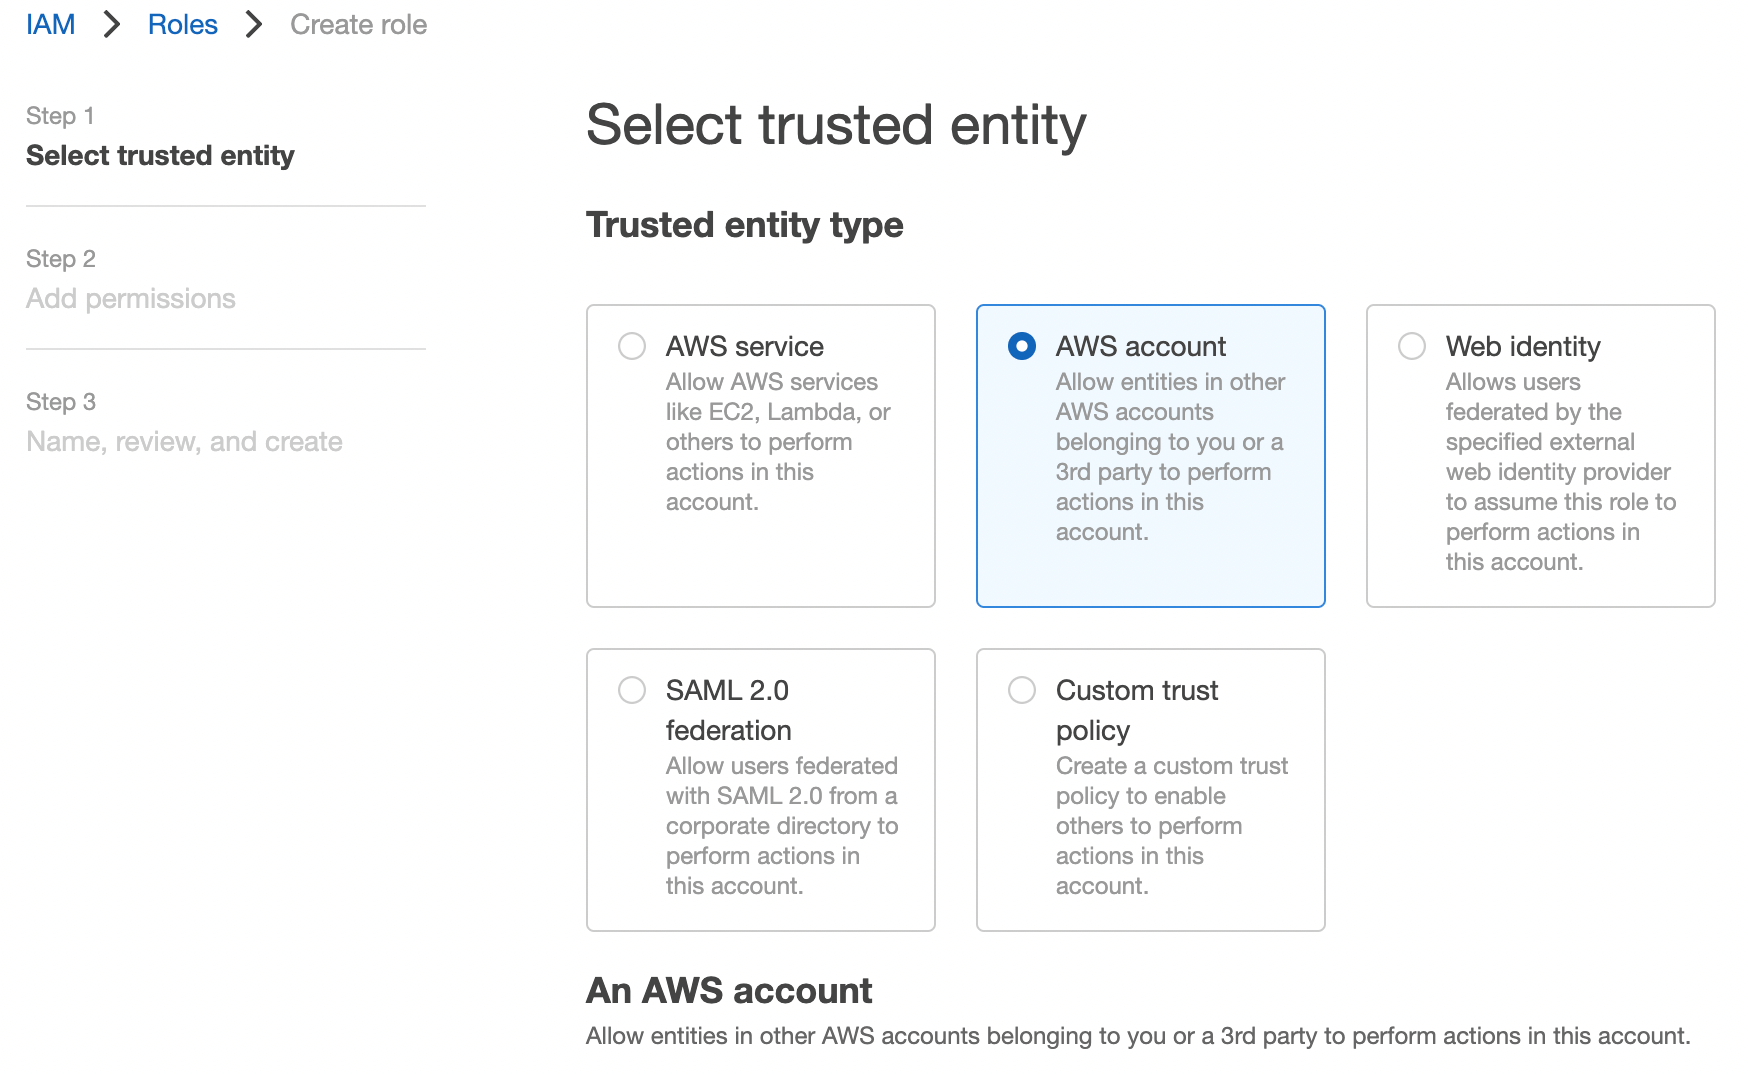 IAM > Roles > Create role
Step 1
Select trusted entity
Step 2
Add permissions
Step 3
Name, review, and create
Select trusted entity
Trusted entity type
AWS service
Allow AWS services
like EC2, Lambda, or
others to perform
actions in this
account.
AWS account
Allow entities in other
AWS accounts
belonging to you or a
3rd party to perform
actions in this
account.
Web identity
Allows users
federated by the
specified external
web identity provider
to assume this role to
perform actions in
this account.
SAML 2.0
federation
Allow users federated
with SAML 2.0 from a
corporate directory to
perform actions in
this account.
Custom trust
policy
Create a custom trust
policy to enable
others to perform
actions in this
account.
An AWS account
Allow entities in other AWS accounts belonging to you or a 3rd party to perform actions in this account.